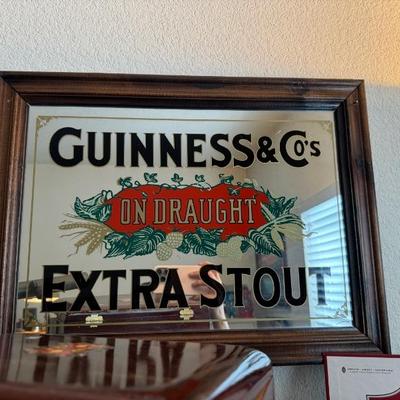 GUINNESS & Co's
ON DRAUGHT
EXTRA STOUT